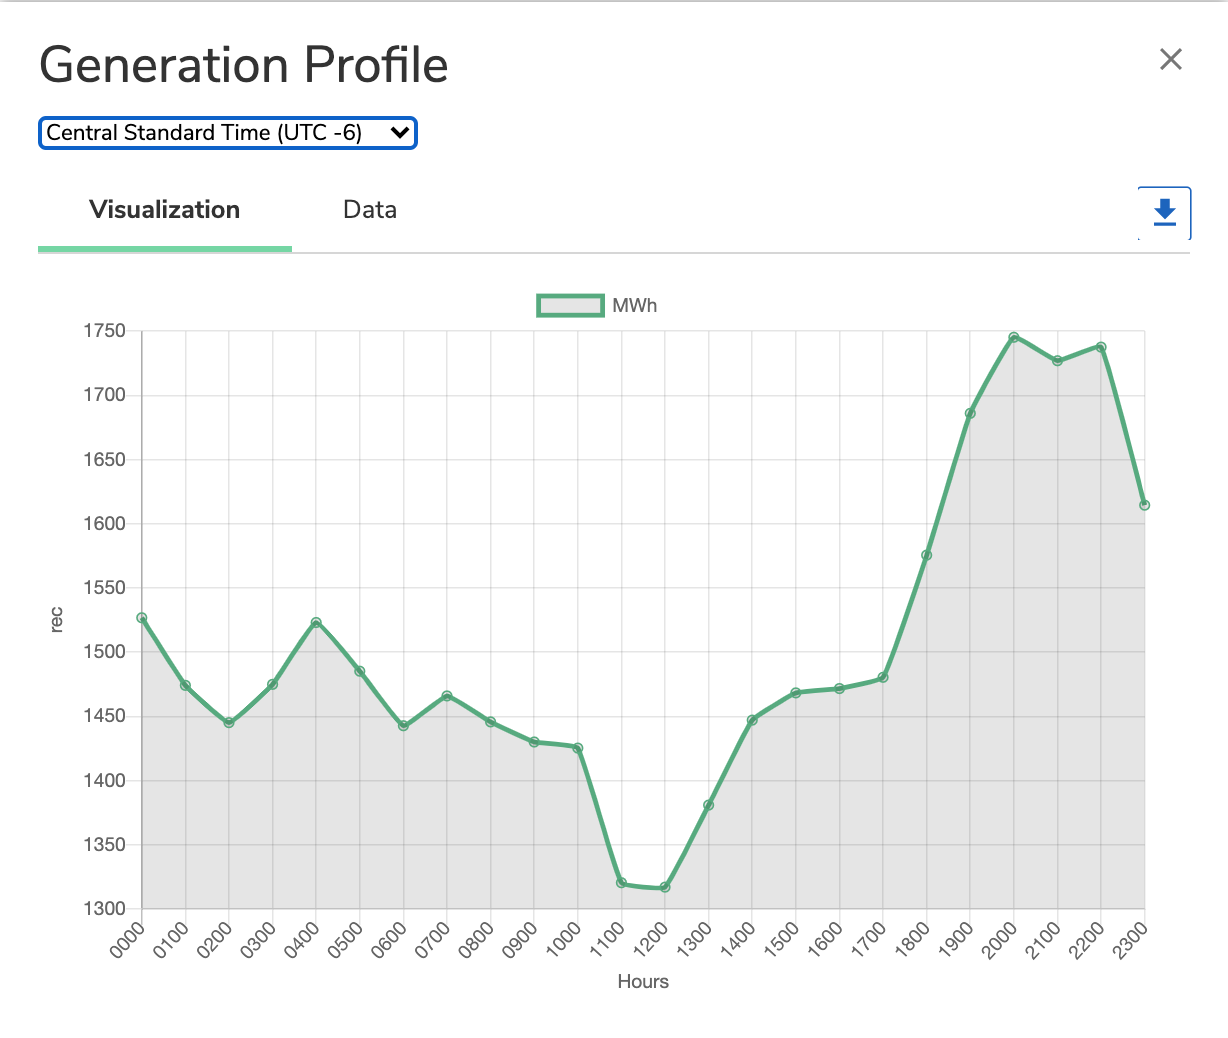 Generation Profile
Central Standard Time (UTC -6)
Visualization Data
MWh
1750
1700
1650
1600
1550
1500
1450
1400
1350
1300
rec
0000 0100 0200 0300 0400 0500 0600 0700 0800 0900 1000 1100 1200 1300 1400 1500 1600 1700 1800 1900 2000 2100 2200 2300
Hours